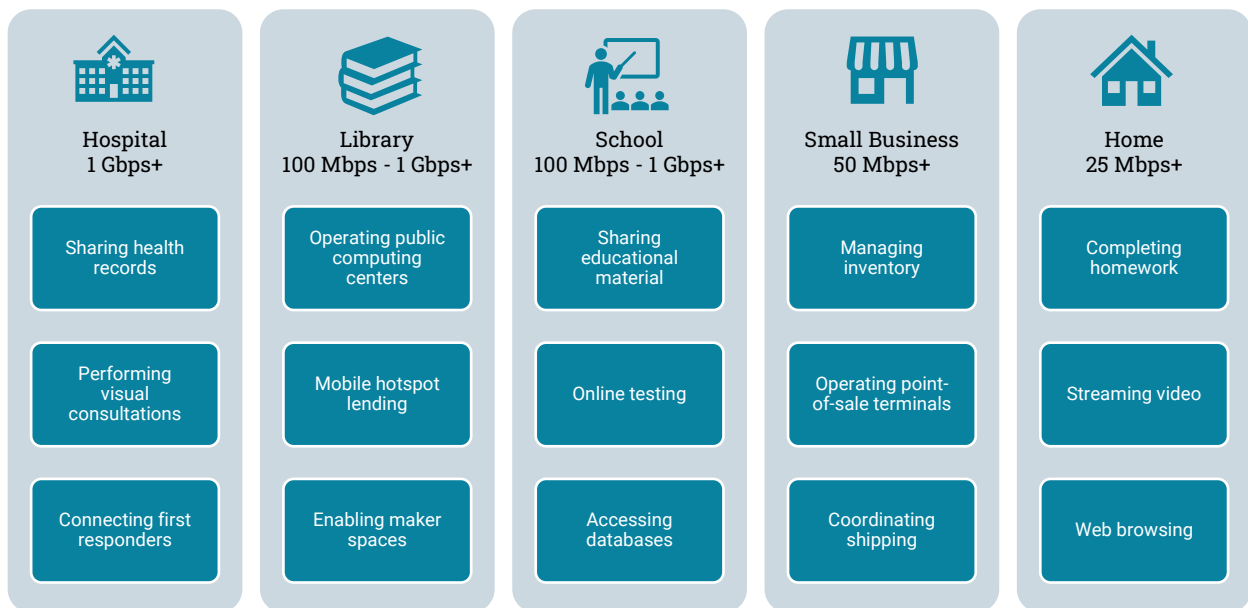 Hospital
1 Gbps+
Sharing health
records
Performing
visual
consultations
Connecting first
responders
Library
100 Mbps - 1 Gbps+
Operating public
computing
centers
Mobile hotspot
lending
Enabling maker
spaces
School
100 Mbps - 1 Gbps+
Sharing
educational
material
Online testing
Accessing
databases
Small Business
50 Mbps+
Managing
inventory
Operating point-
of-sale terminals
Coordinating
shipping
Home
25 Mbps+
Completing
homework
Streaming video
Web browsing